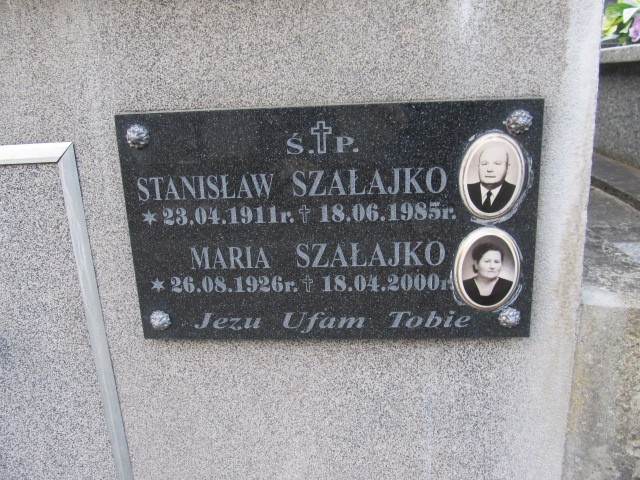 Ś.†P.
STANISŁAW SZAŁAJKO
* 23.04.1911r. † 18.06.1985r.
MARIA SZAŁAJKO
* 26.08.1926r. † 18.04.2000r.
Jezu Ufam Tobie